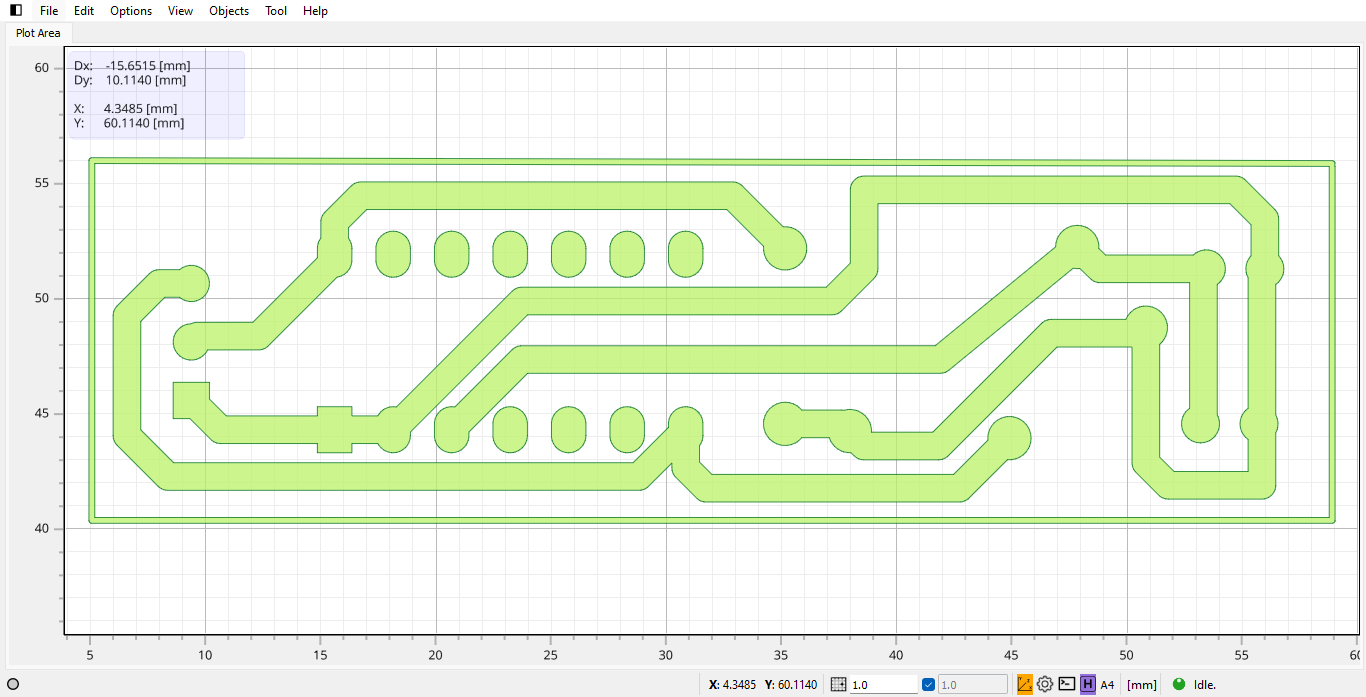 File Edit Options View Objects Tool Help
Plot Area
Dx: -15.6515 [mm]
Dy: 10.1140 [mm]
X: 4.3485 [mm]
Y: 60.1140 [mm]
60
55
50
45
40
5 10 15 20 25 30 35 40 45 50 55 60
X: 4.3485 Y: 60.1140 1.0 1.0 H A4 [mm] Idle.